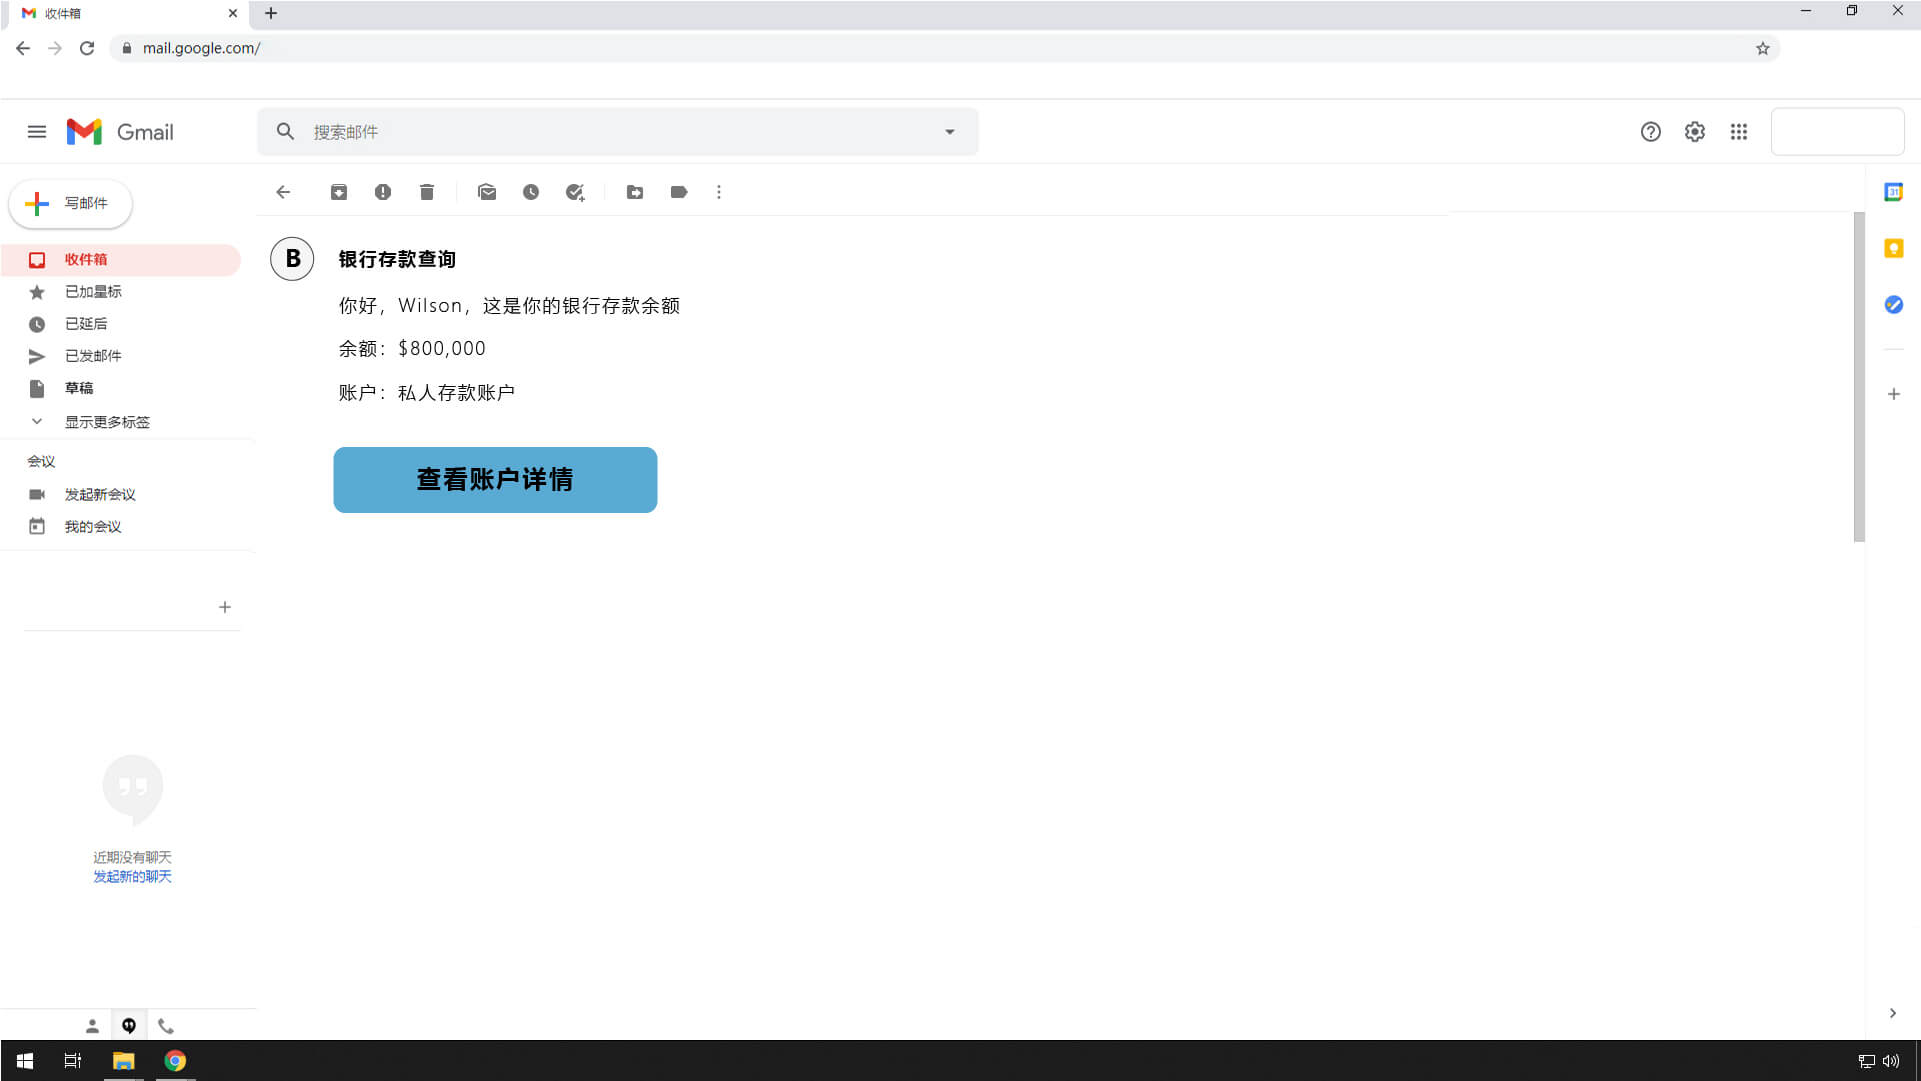 收件箱
mail.google.com/
Gmail
搜索邮件
写邮件
收件箱
已加星标
已延后
已发邮件
草稿
显示更多标签
会议
发起新会议
我的会议
近期没有聊天
发起新的聊天
B
银行存款查询
你好，Wilson，这是你的银行存款余额
余额：$800,000
账户：私人存款账户
查看账户详情
31